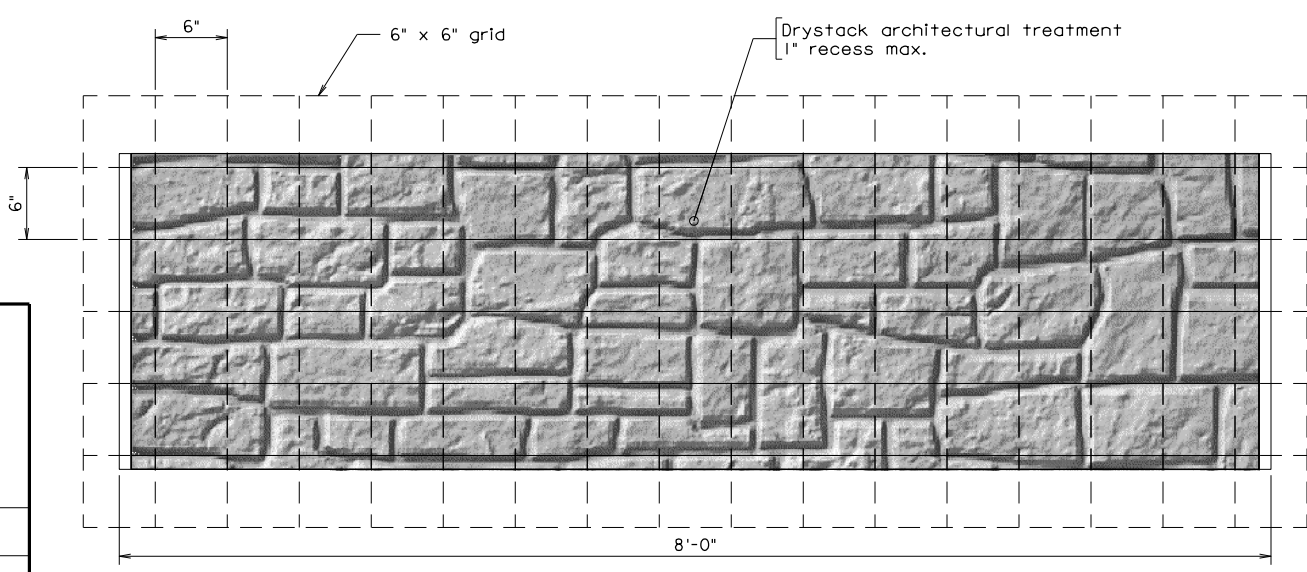 6"
6" x 6" grid
Drystack architectural treatment
1" recess max.
6"
8'-0"